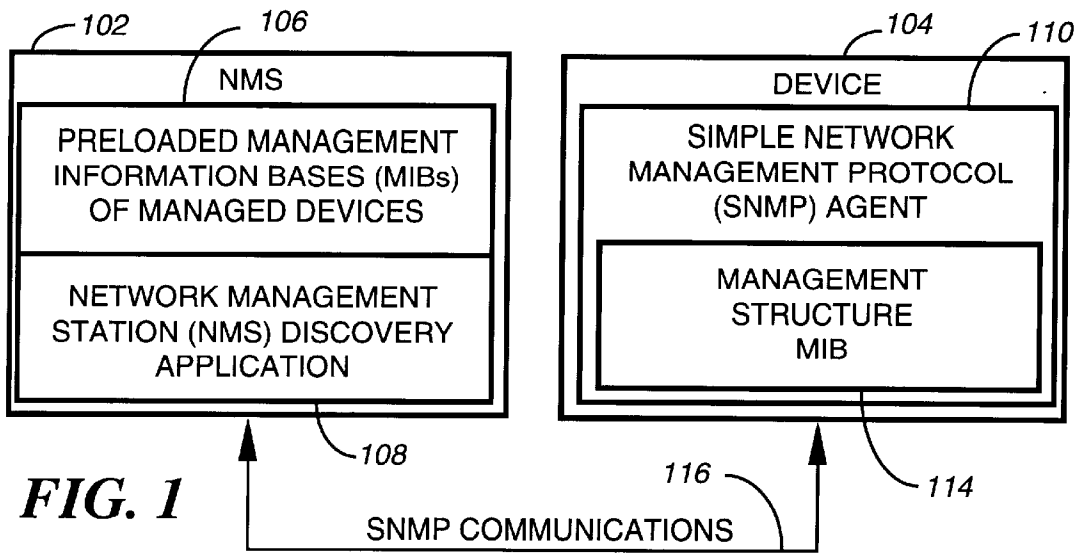 102
106
NMS
PRELOADED MANAGEMENT
INFORMATION BASES (MIBs)
OF MANAGED DEVICES
NETWORK MANAGEMENT
STATION (NMS) DISCOVERY
APPLICATION
108
104
110
DEVICE
SIMPLE NETWORK
MANAGEMENT PROTOCOL
(SNMP) AGENT
MANAGEMENT
STRUCTURE
MIB
114
116
SNMP COMMUNICATIONS
FIG. 1